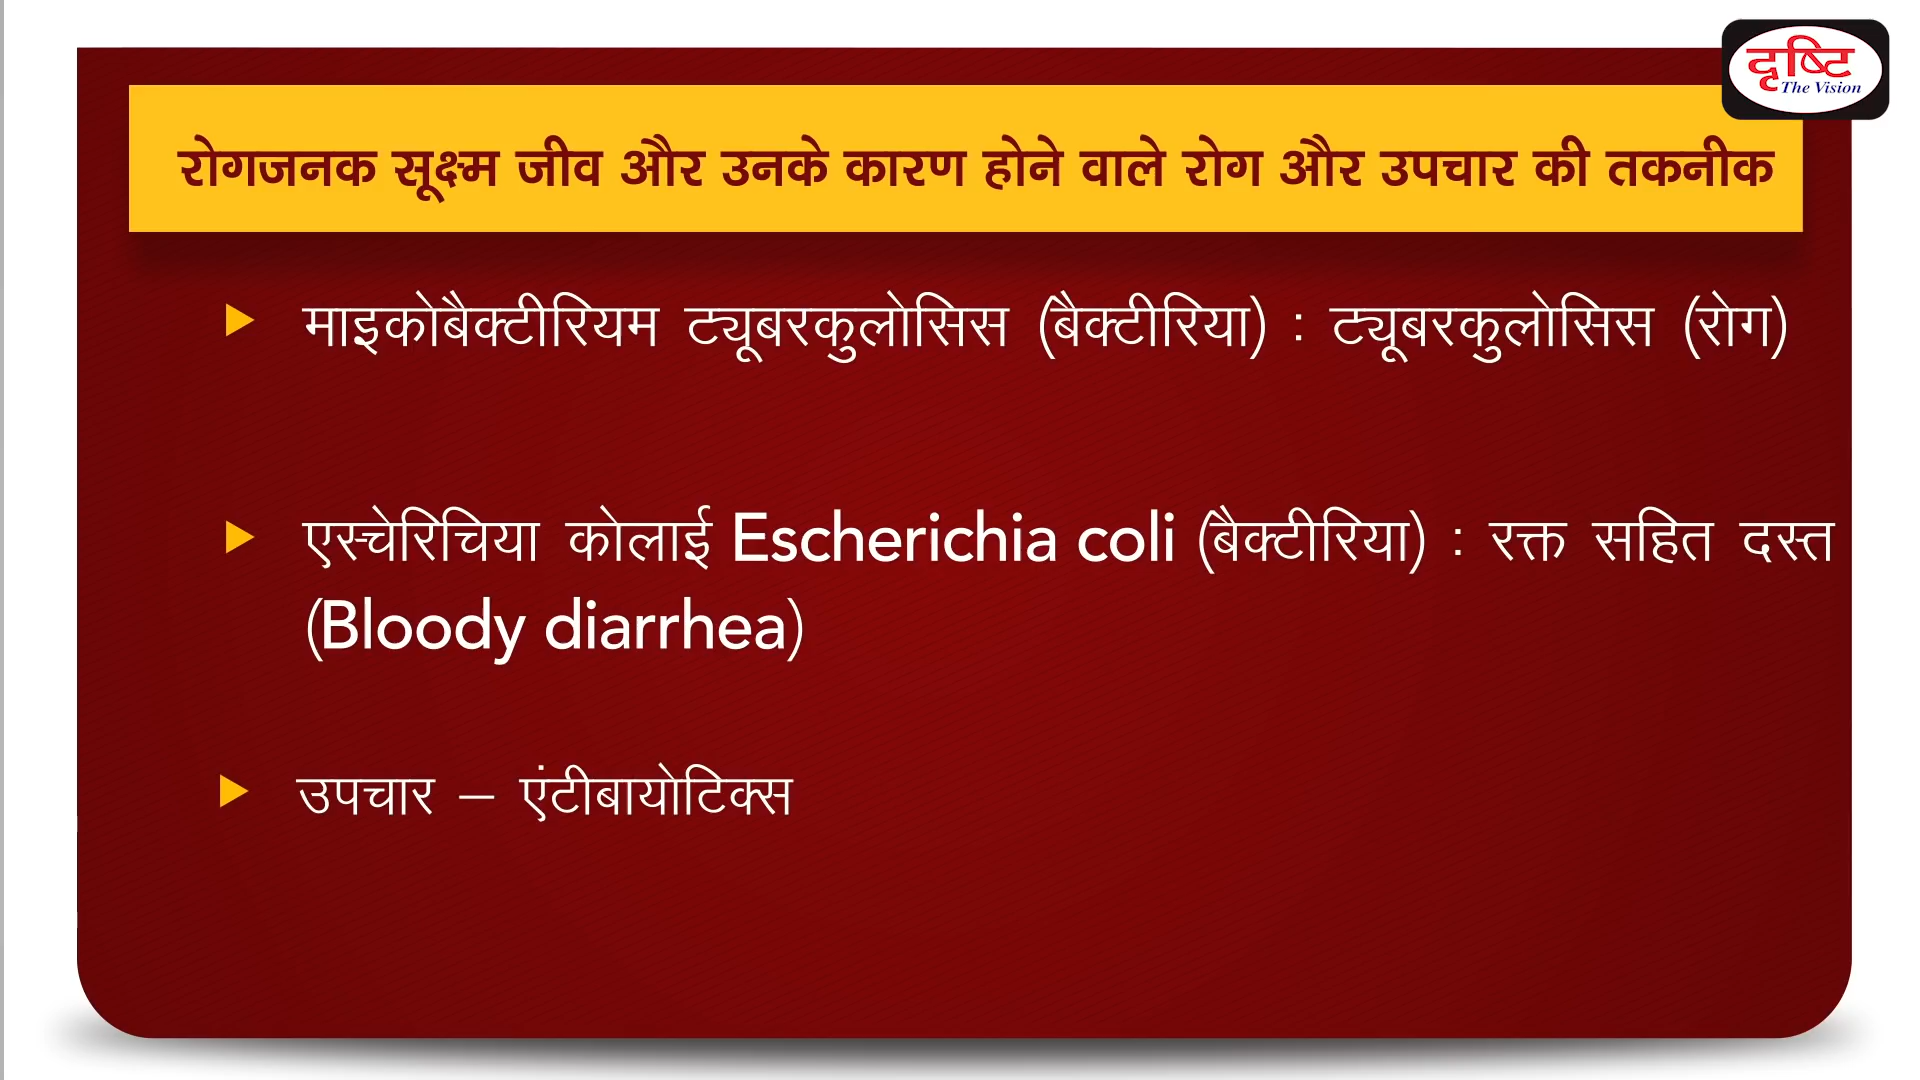 दृष्टि
The Vision
रोगजनक सूक्ष्म जीव और उनके कारण होने वाले रोग और उपचार की तकनीक
माइकोबैक्टीरियम ट्यूबरकुलोसिस (बैक्टीरिया) : ट्यूबरकुलोसिस (रोग)
एस्चेरिचिया कोलाई Escherichia coli (बैक्टीरिया) : रक्त सहित दस्त
(Bloody diarrhea)
उपचार – एंटीबायोटिक्स